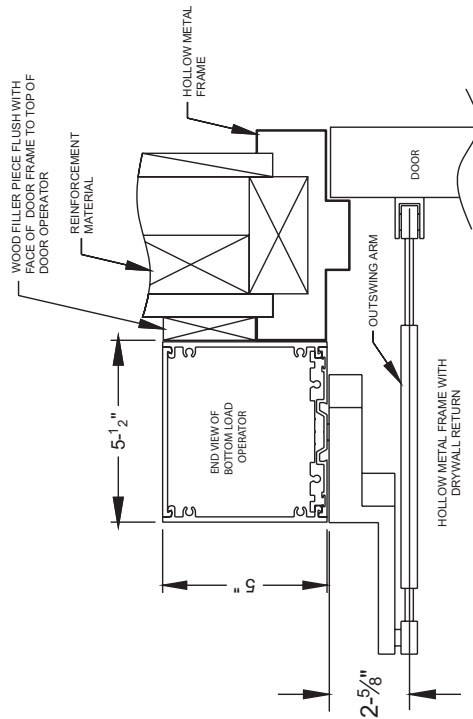 WOOD FILLER PIECE FLUSH WITH
FACE OF DOOR FRAME TO TOP OF
DOOR OPERATOR
REINFORCEMENT
MATERIAL
HOLLOW METAL
FRAME
5-1/2"
END VIEW OF
BOTTOM LOAD
OPERATOR
5"
DOOR
OUTSWING ARM
HOLLOW METAL FRAME WITH
DRYWALL RETURN
2-5/8"